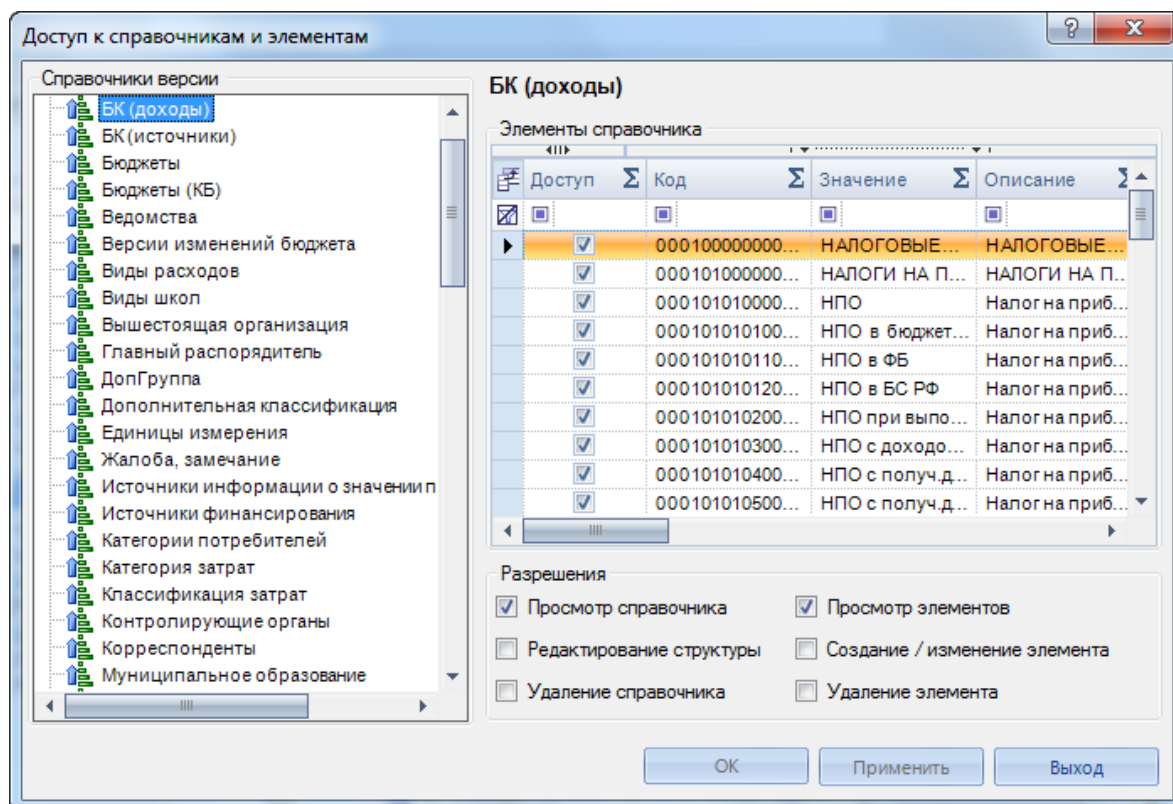 Доступ к справочникам и элементам
Справочники версии
БК (доходы)
БК (источники)
Бюджеты
Бюджеты (КБ)
Ведомства
Версии изменений бюджета
Виды расходов
Виды школ
Вышестоящая организация
Главный распорядитель
ДопГруппа
Дополнительная классификация
Единицы измерения
Жалоба, замечание
Источники информации о значении п
Источники финансирования
Категории потребителей
Категория затрат
Классификация затрат
Контролирующие органы
Корреспонденты
Муниципальное образование
БК (доходы)
Элементы справочника
Доступ Σ Код Σ Значение Σ Описание Σ
000100000000... НАЛОГОВЫЕ... НАЛОГОВЫЕ...
000101000000... НАЛОГИ НА П... НАЛОГИ НА П...
000101010000... НПО Налог на приб...
000101010100... НПО в бюджет... Налог на приб...
000101010110... НПО в ФБ Налог на приб...
000101010120... НПО в БС РФ Налог на приб...
000101010200... НПО при выпо... Налог на приб...
000101010300... НПО с доходо... Налог на приб...
000101010400... НПО с получ.д... Налог на приб...
000101010500... НПО с получ.д... Налог на приб...
Разрешения
Просмотр справочника Просмотр элементов
Редактирование структуры Создание / изменение элемента
Удаление справочника Удаление элемента
ОК Применить Выход